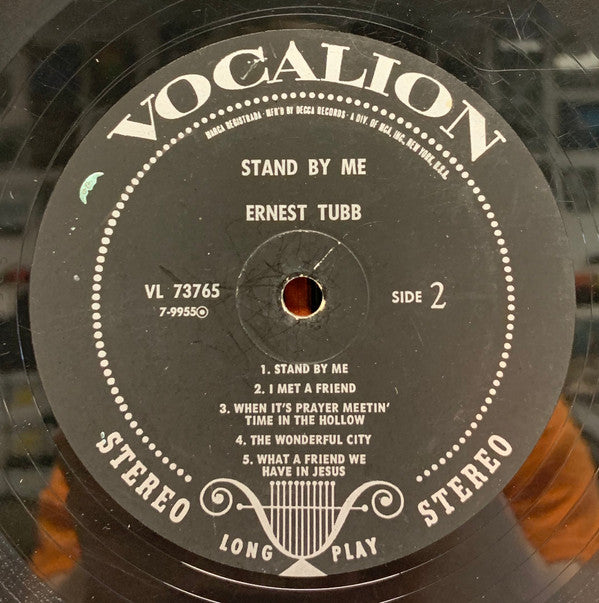 VOCALION
MARCA REGISTRADA · MFR'D BY DECCA RECORDS · A DIV. OF MCA INC., NEW YORK, U.S.A.
STAND BY ME
ERNEST TUBB
VL 73765
7-9955
SIDE 2
1. STAND BY ME
2. I MET A FRIEND
3. WHEN IT'S PRAYER MEETIN'
TIME IN THE HOLLOW
4. THE WONDERFUL CITY
5. WHAT A FRIEND WE
HAVE IN JESUS
STEREO
LONG PLAY
STEREO